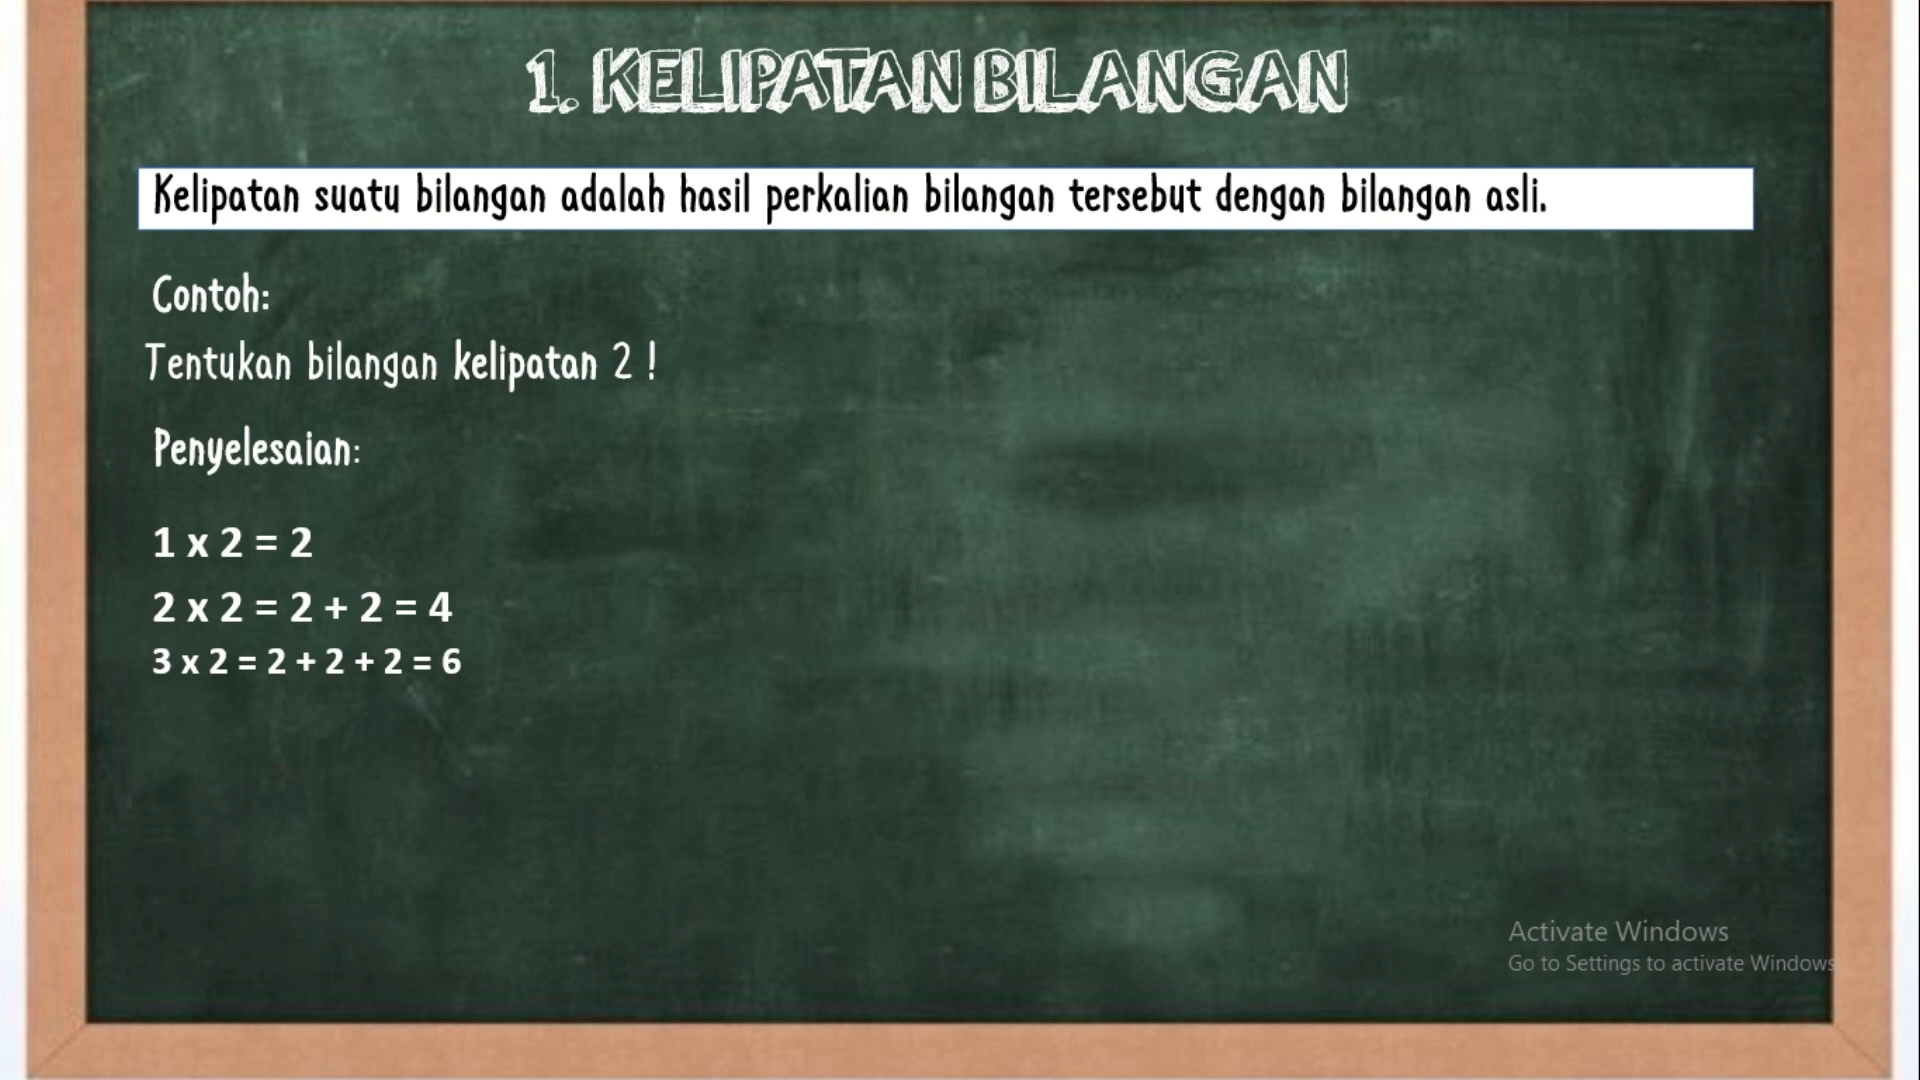 1. KELIPATAN BILANGAN
Kelipatan suatu bilangan adalah hasil perkalian bilangan tersebut dengan bilangan asli.
Contoh:
Tentukan bilangan kelipatan 2 !
Penyelesaian:
1 x 2 = 2
2 x 2 = 2 + 2 = 4
3 x 2 = 2 + 2 + 2 = 6
Activate Windows
Go to Settings to activate Windows